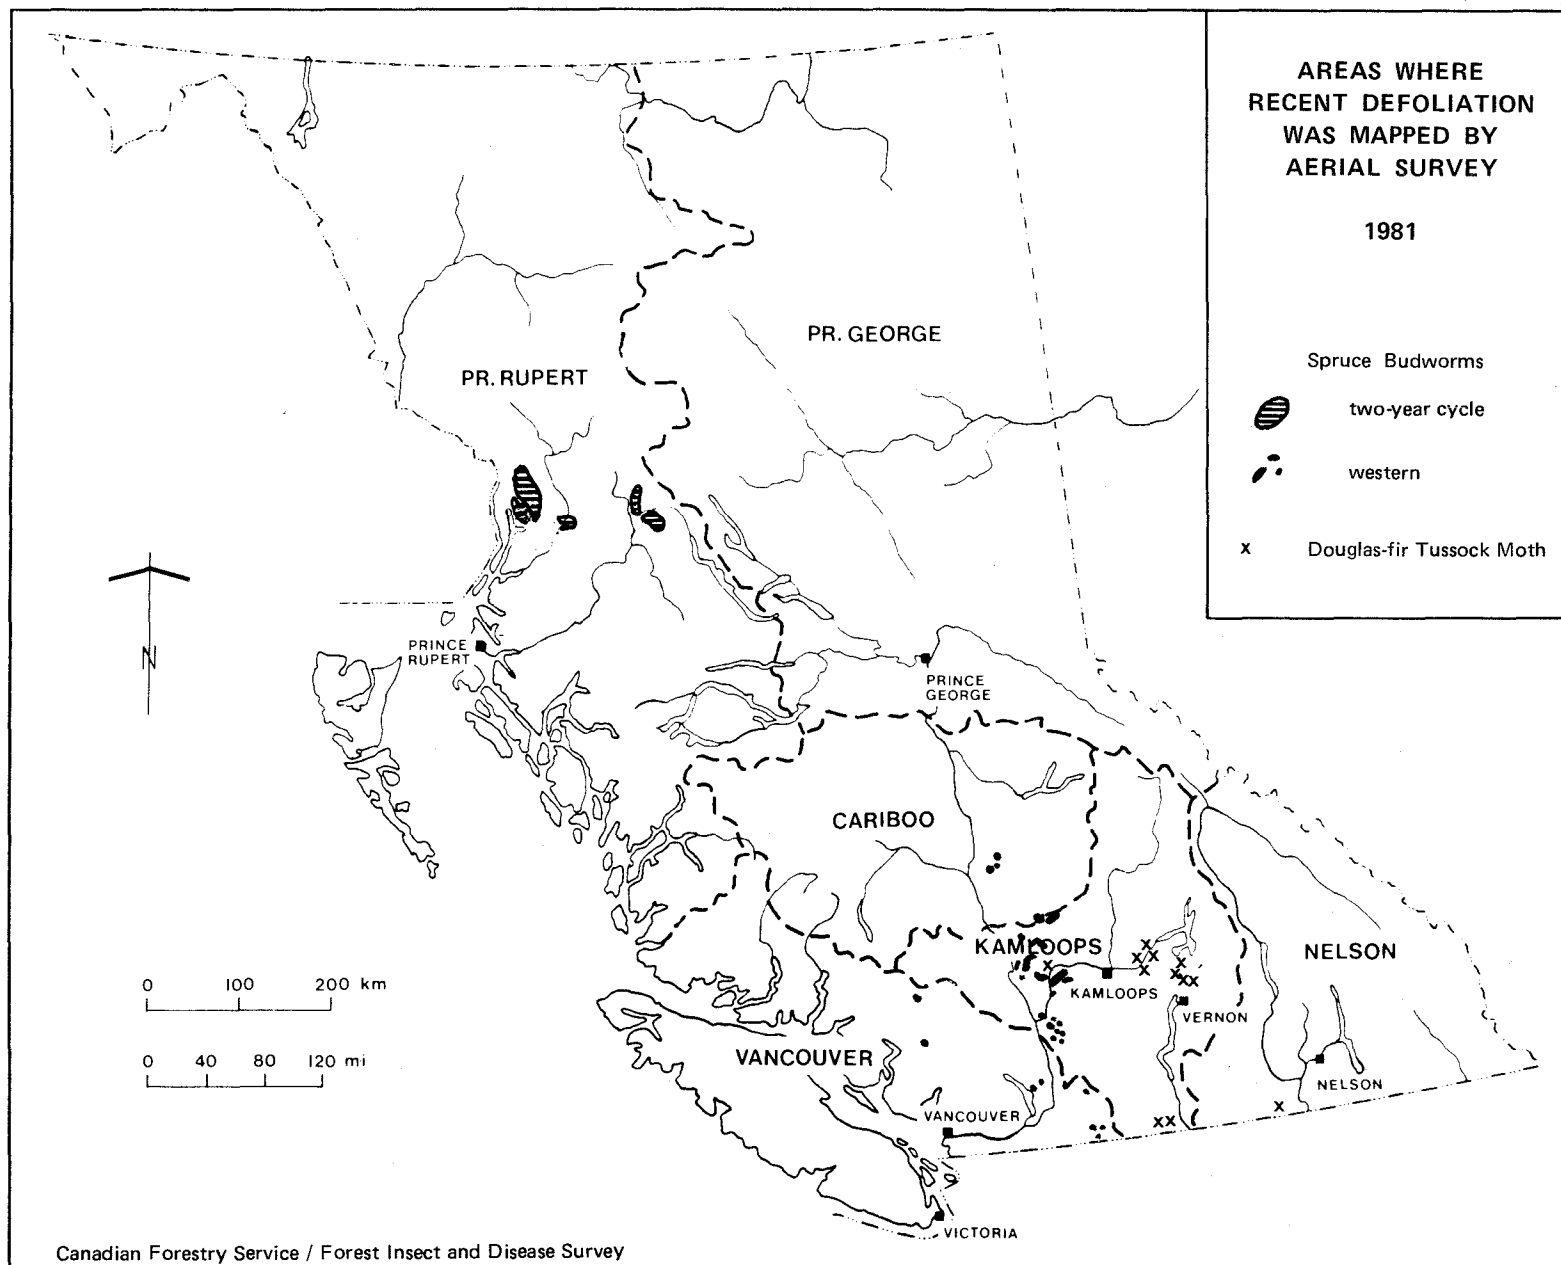 AREAS WHERE
RECENT DEFOLIATION
WAS MAPPED BY
AERIAL SURVEY
1981
Spruce Budworms
two-year cycle
western
x Douglas-fir Tussock Moth
PR. GEORGE
PR. RUPERT
N
PRINCE
RUPERT
PRINCE
GEORGE
CARIBOO
KAMLOOPS
NELSON
KAMLOOPS
VERNON
0 100 200 km
0 40 80 120 mi
VANCOUVER
NELSON
VANCOUVER
VICTORIA
x
x
x
x
x
x
x
x
x
x
xx
x
Canadian Forestry Service / Forest Insect and Disease Survey